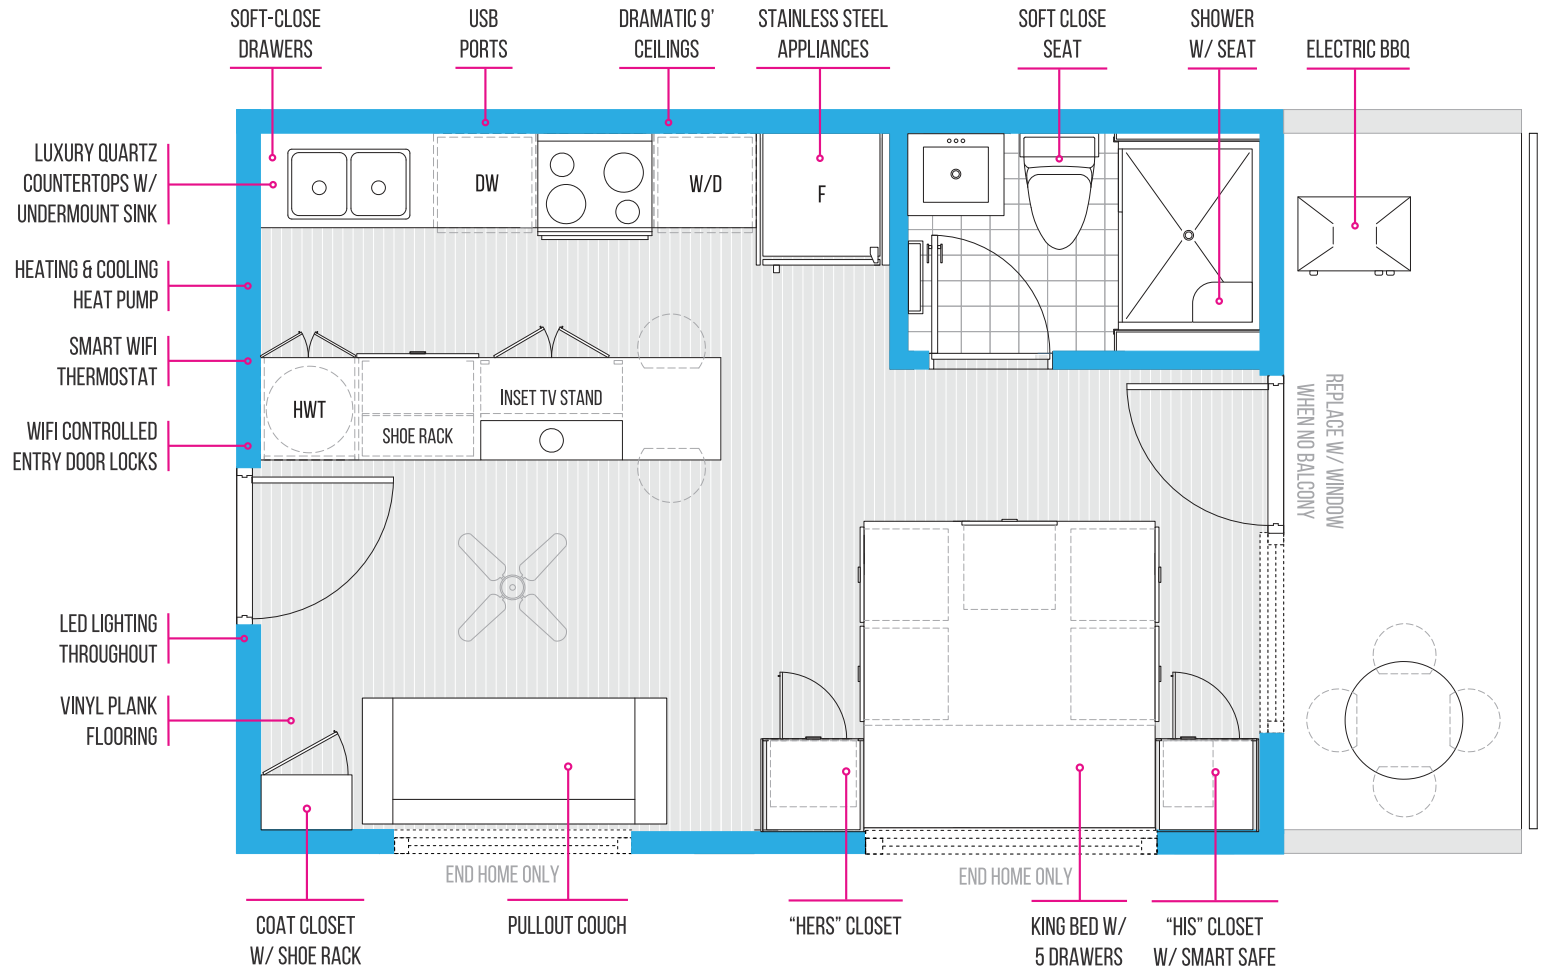 SOFT-CLOSE
DRAWERS
USB
PORTS
DRAMATIC 9'
CEILINGS
STAINLESS STEEL
APPLIANCES
SOFT CLOSE
SEAT
SHOWER
W/ SEAT
ELECTRIC BBQ
LUXURY QUARTZ
COUNTERTOPS W/
UNDERMOUNT SINK
HEATING & COOLING
HEAT PUMP
SMART WIFI
THERMOSTAT
WIFI CONTROLLED
ENTRY DOOR LOCKS
LED LIGHTING
THROUGHOUT
VINYL PLANK
FLOORING
DW
W/D
F
HWT
SHOE RACK
INSET TV STAND
REPLACE W/ WINDOW
WHEN NO BALCONY
END HOME ONLY
END HOME ONLY
COAT CLOSET
W/ SHOE RACK
PULLOUT COUCH
“HERS” CLOSET
KING BED W/
5 DRAWERS
“HIS” CLOSET
W/ SMART SAFE